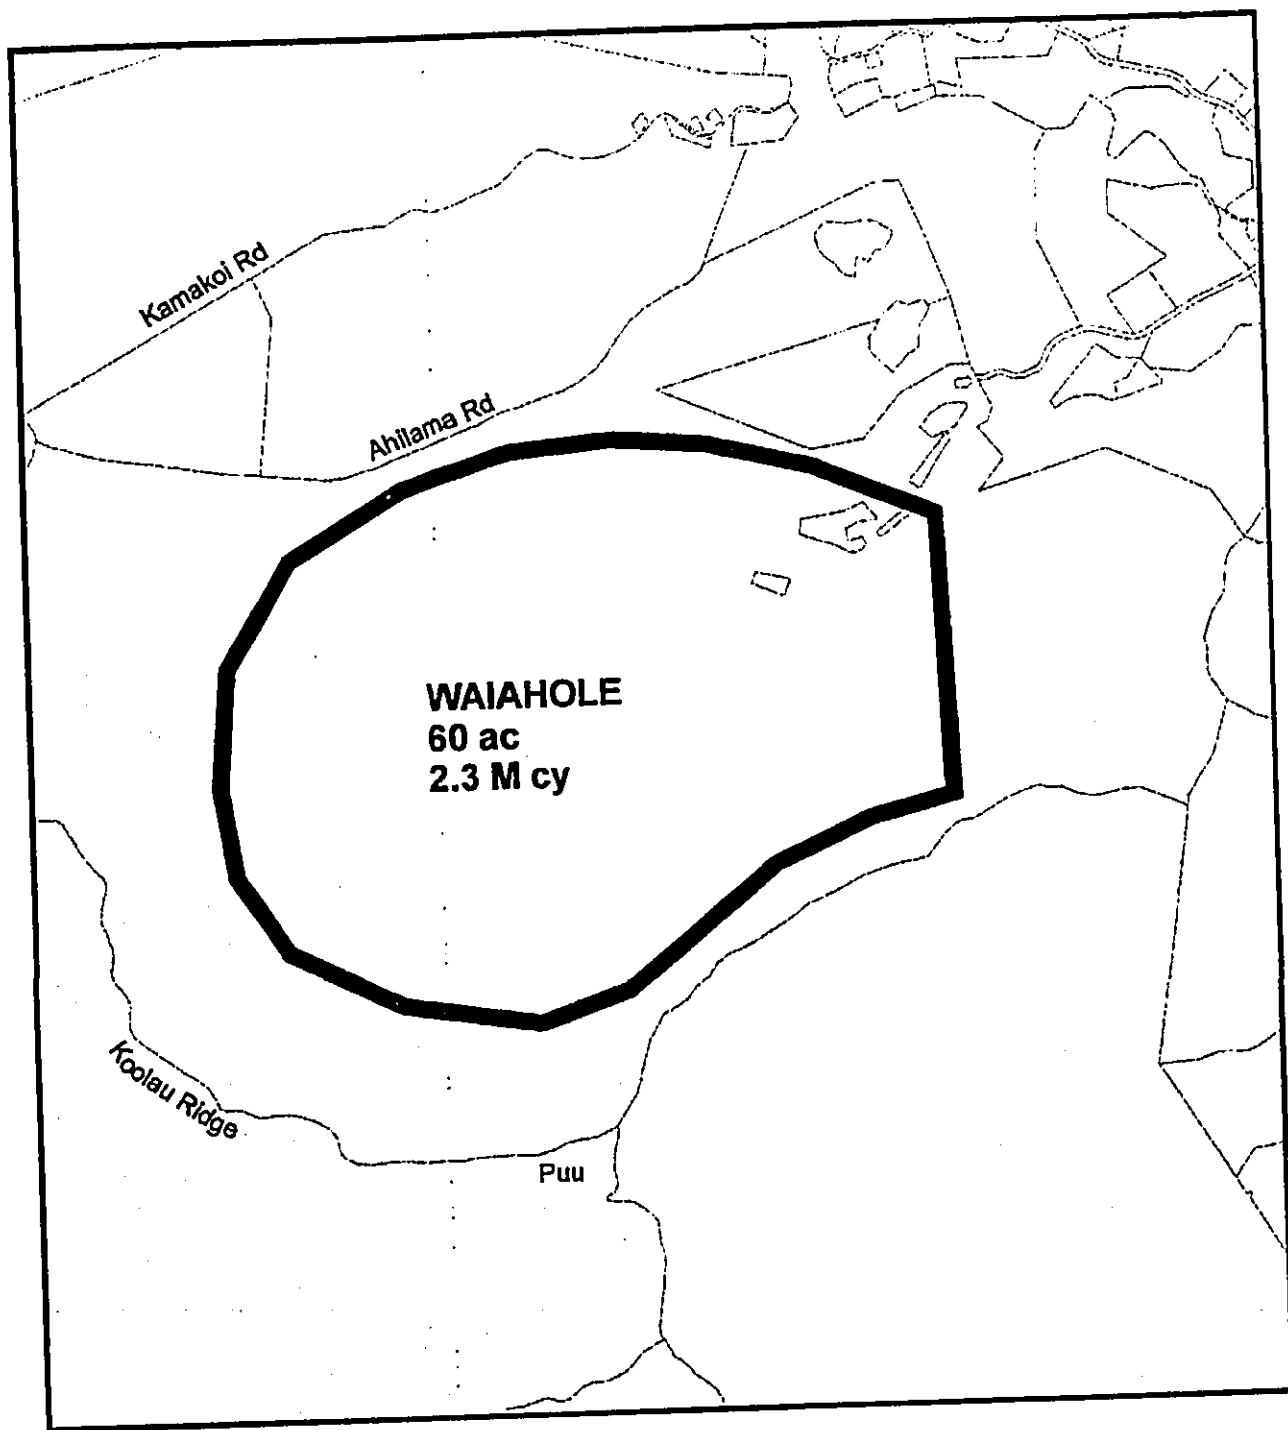 Kamakoi Rd
Ahilama Rd
WAIAHOLE
60 ac
2.3 M cy
Koolau Ridge
Puu